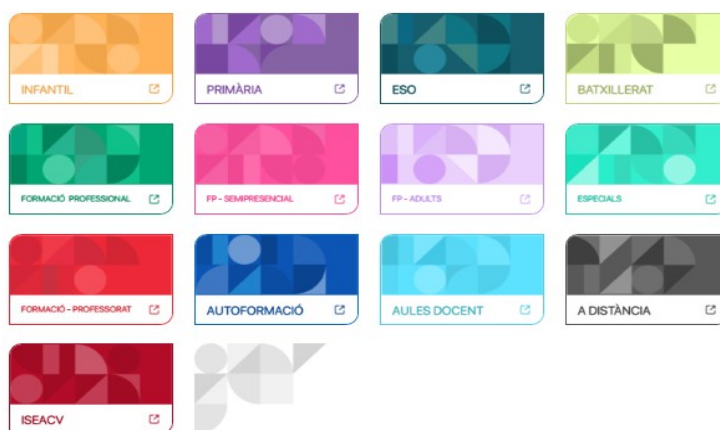 INFANTIL
PRIMÀRIA
ESO
BATXILLERAT
FORMACIÓ PROFESSIONAL
FP - SEMIPRESENCIAL
FP - ADULTS
ESPECIALS
FORMACIÓ - PROFESSORAT
AUTOFORMACIÓ
AULES DOCENT
A DISTÀNCIA
ISEACV